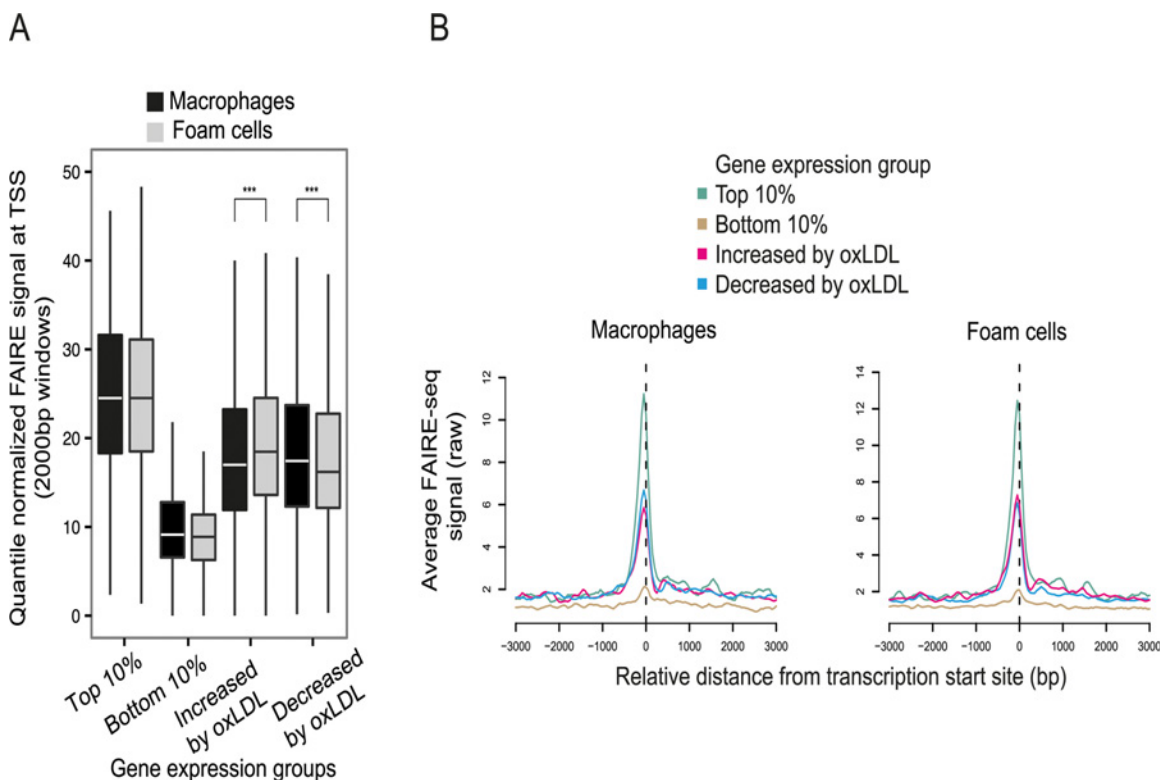 A
Macrophages
Foam cells
Quantile normalized FAIRE signal at TSS
(2000bp windows)
50
40
30
20
10
0
*** ***
Top 10%
Bottom 10%
Increased
by oxLDL
Decreased
by oxLDL
Gene expression groups
B
Gene expression group
Top 10%
Bottom 10%
Increased by oxLDL
Decreased by oxLDL
Macrophages
Average FAIRE-seq
signal (raw)
12
10
8
6
4
2
−3000 −2000 −1000 0 1000 2000 3000
Foam cells
14
12
10
8
6
4
2
−3000 −2000 −1000 0 1000 2000 3000
Relative distance from transcription start site (bp)